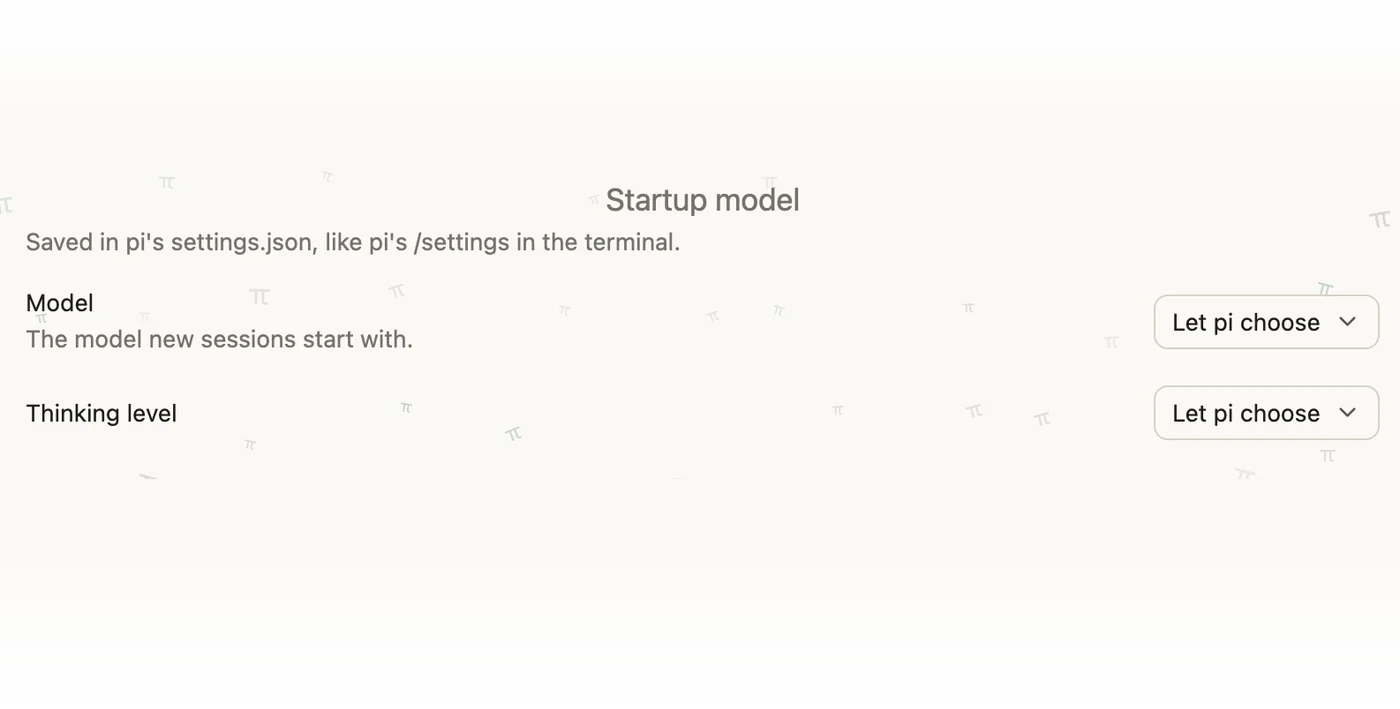 Startup model
Saved in pi's settings.json, like pi's /settings in the terminal.
Model
The model new sessions start with.
Let pi choose
Thinking level
Let pi choose